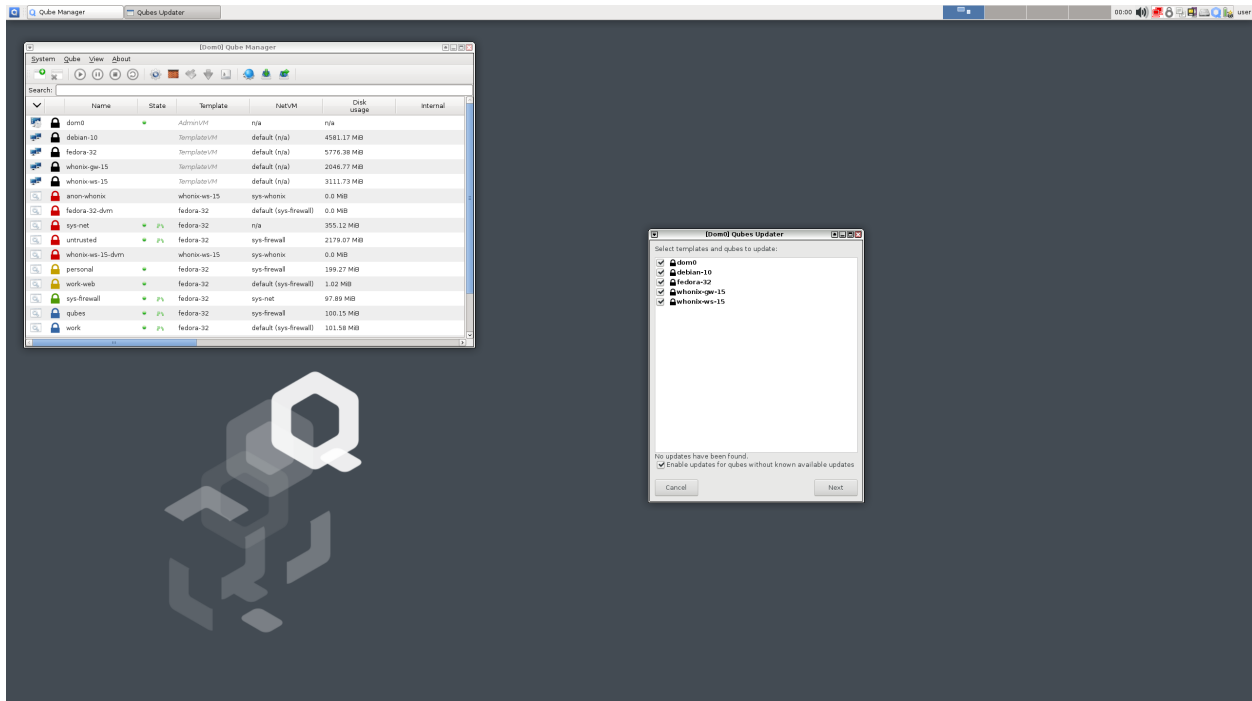 Qube Manager Qubes Updater 00:00 user
[Dom0] Qube Manager
System Qube View About
Search:
Name State Template NetVM Disk usage Internal
dom0 AdminVM n/a n/a
debian-10 TemplateVM default (n/a) 4581.17 MiB
fedora-32 TemplateVM default (n/a) 5776.38 MiB
whonix-gw-15 TemplateVM default (n/a) 2046.77 MiB
whonix-ws-15 TemplateVM default (n/a) 3111.73 MiB
anon-whonix whonix-ws-15 sys-whonix 0.0 MiB
fedora-32-dvm fedora-32 default (sys-firewall) 0.0 MiB
sys-net fedora-32 n/a 355.12 MiB
untrusted fedora-32 sys-firewall 2179.07 MiB
whonix-ws-15-dvm whonix-ws-15 sys-whonix 0.0 MiB
personal fedora-32 sys-firewall 199.27 MiB
work-web fedora-32 default (sys-firewall) 1.02 MiB
sys-firewall fedora-32 sys-net 97.89 MiB
qubes fedora-32 sys-firewall 100.15 MiB
work fedora-32 default (sys-firewall) 101.58 MiB
[Dom0] Qubes Updater
Select templates and qubes to update:
dom0
debian-10
fedora-32
whonix-gw-15
whonix-ws-15
No updates have been found.
Enable updates for qubes without known available updates
Cancel Next